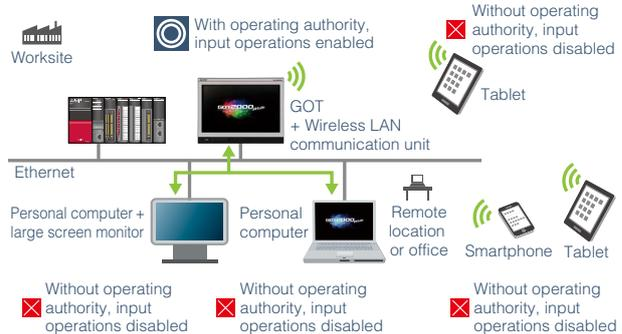 Worksite
With operating authority,
input operations enabled
Without operating
authority, input
operations disabled
Tablet
GOT2000
GOT
+ Wireless LAN
communication unit
Ethernet
Personal computer +
large screen monitor
Personal
computer
GOT2000
Remote
location
or office
Smartphone
Tablet
Without operating
authority, input
operations disabled
Without operating
authority, input
operations disabled
Without operating
authority, input
operations disabled